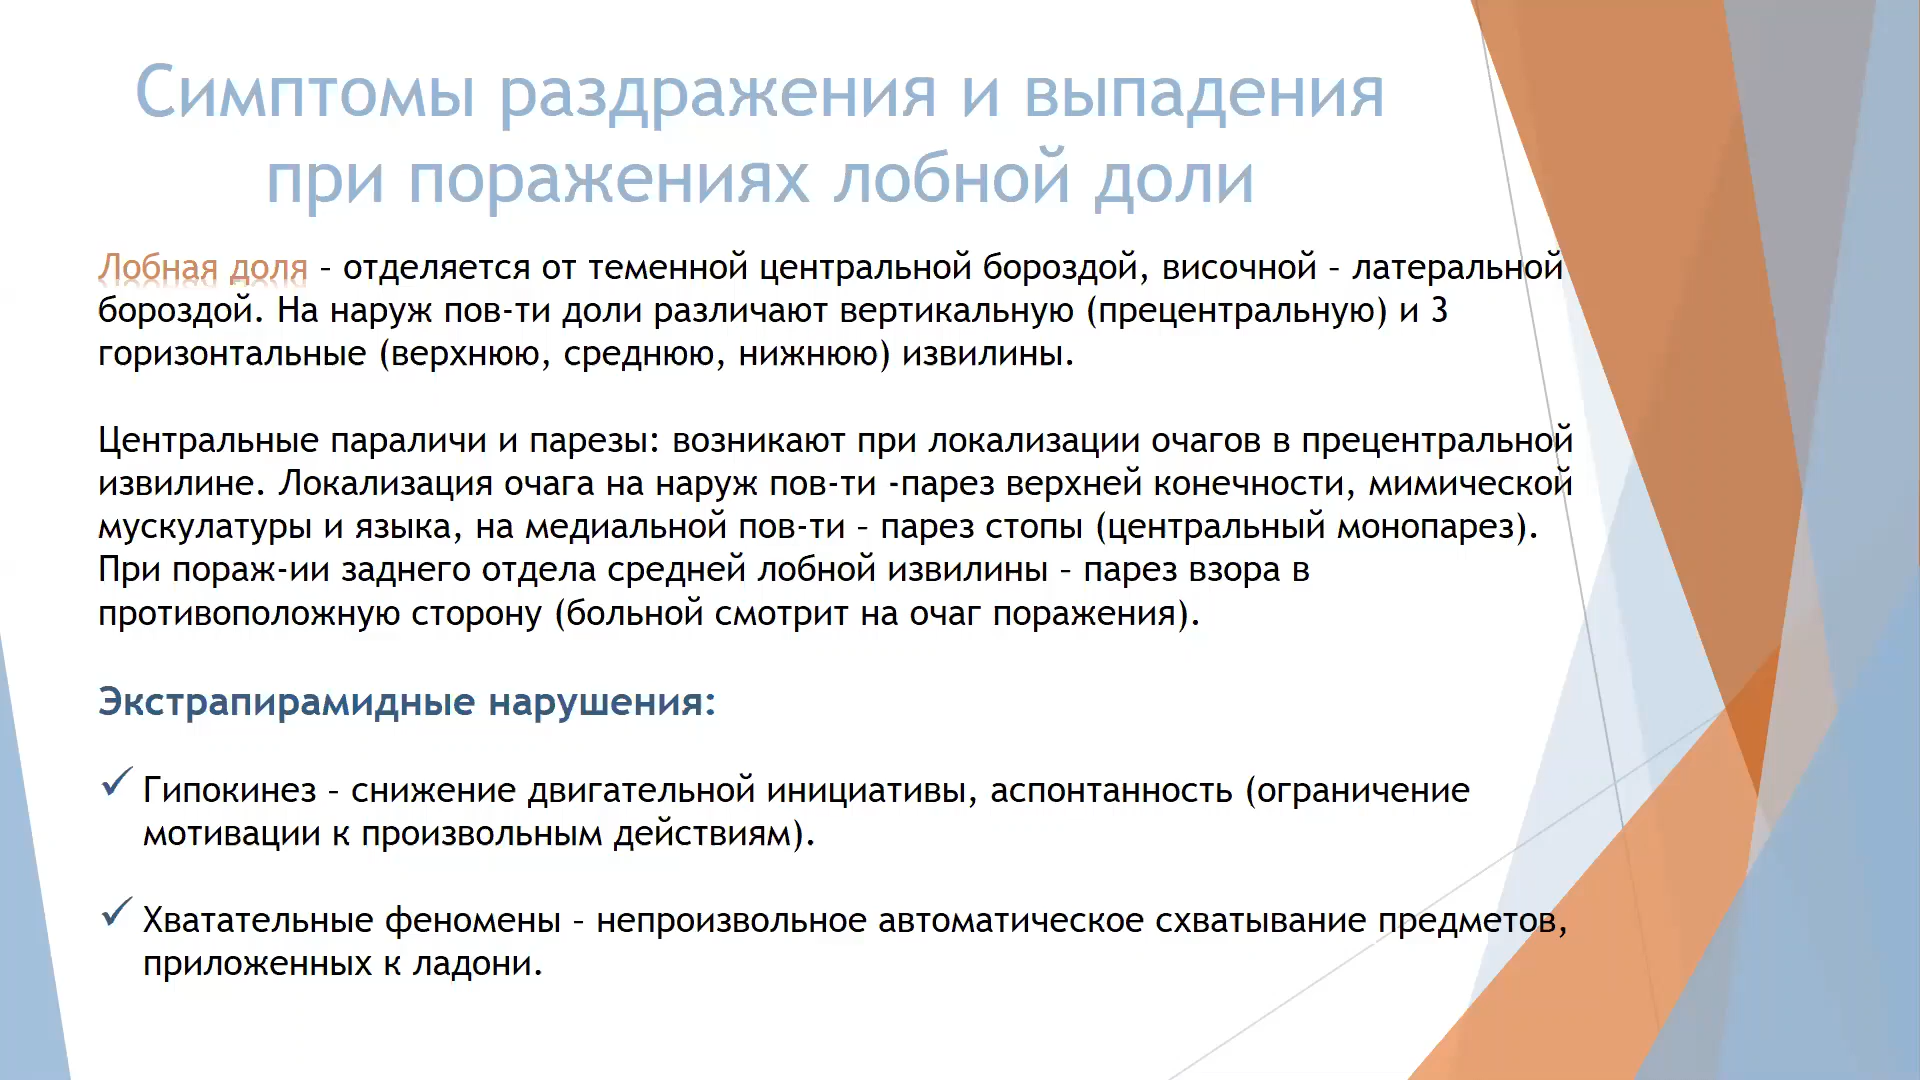 Симптомы раздражения и выпадения
при поражениях лобной доли
Лобная доля – отделяется от теменной центральной бороздой, височной – латеральной
бороздой. На наруж пов-ти доли различают вертикальную (прецентральную) и 3
горизонтальные (верхнюю, среднюю, нижнюю) извилины.
Центральные параличи и парезы: возникают при локализации очагов в прецентральной
извилине. Локализация очага на наруж пов-ти -парез верхней конечности, мимической
мускулатуры и языка, на медиальной пов-ти – парез стопы (центральный монопарез).
При пораж-ии заднего отдела средней лобной извилины – парез взора в
противоположную сторону (больной смотрит на очаг поражения).
Экстрапирамидные нарушения:
✓ Гипокинез – снижение двигательной инициативы, аспонтанность (ограничение
мотивации к произвольным действиям).
✓ Хватательные феномены – непроизвольное автоматическое схватывание предметов,
приложенных к ладони.